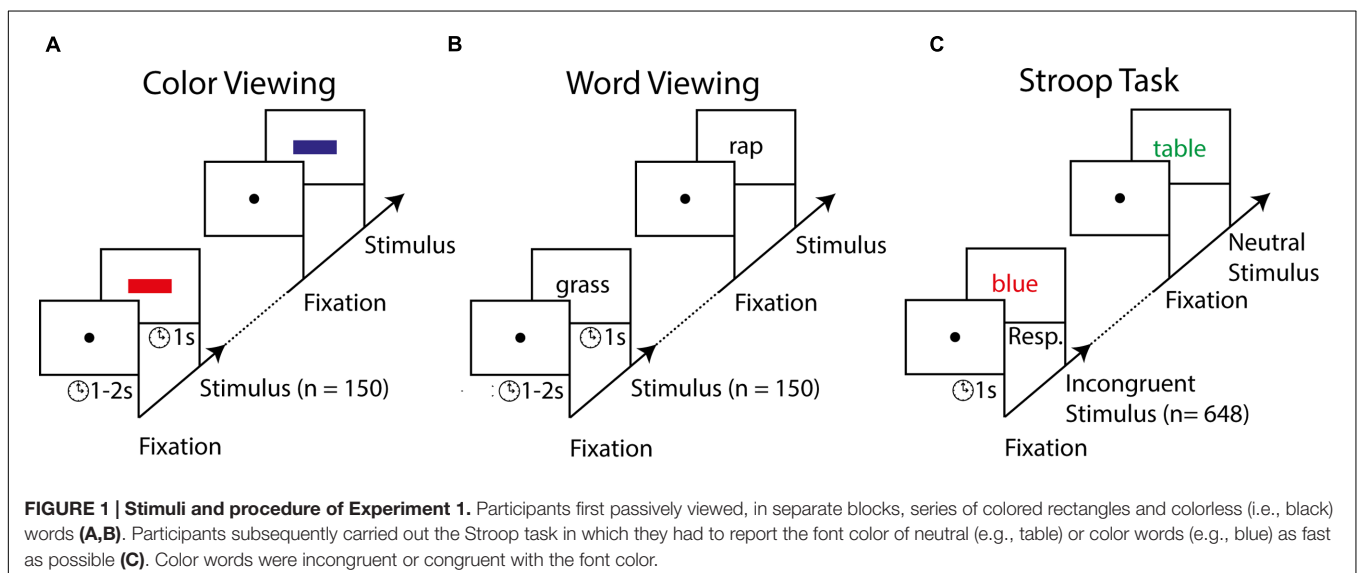 A
Color Viewing
Stimulus
Fixation
1s
1-2s
Stimulus (n = 150)
Fixation
B
Word Viewing
rap
Stimulus
grass
Fixation
1s
: 1-2s
Stimulus (n = 150)
Fixation
C
Stroop Task
table
Neutral
Stimulus
blue
Fixation
Resp.
1s
Incongruent
Stimulus (n= 648)
Fixation
FIGURE 1 | Stimuli and procedure of Experiment 1. Participants first passively viewed, in separate blocks, series of colored rectangles and colorless (i.e., black)
words (A,B). Participants subsequently carried out the Stroop task in which they had to report the font color of neutral (e.g., table) or color words (e.g., blue) as fast
as possible (C). Color words were incongruent or congruent with the font color.